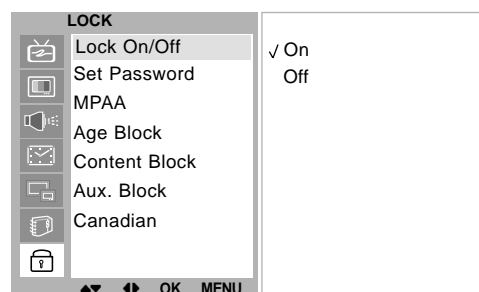 LOCK
Lock On/Off
Set Password
MPAA
Age Block
Content Block
Aux. Block
Canadian
√ On
Off
▲▼ ◀▶ OK MENU